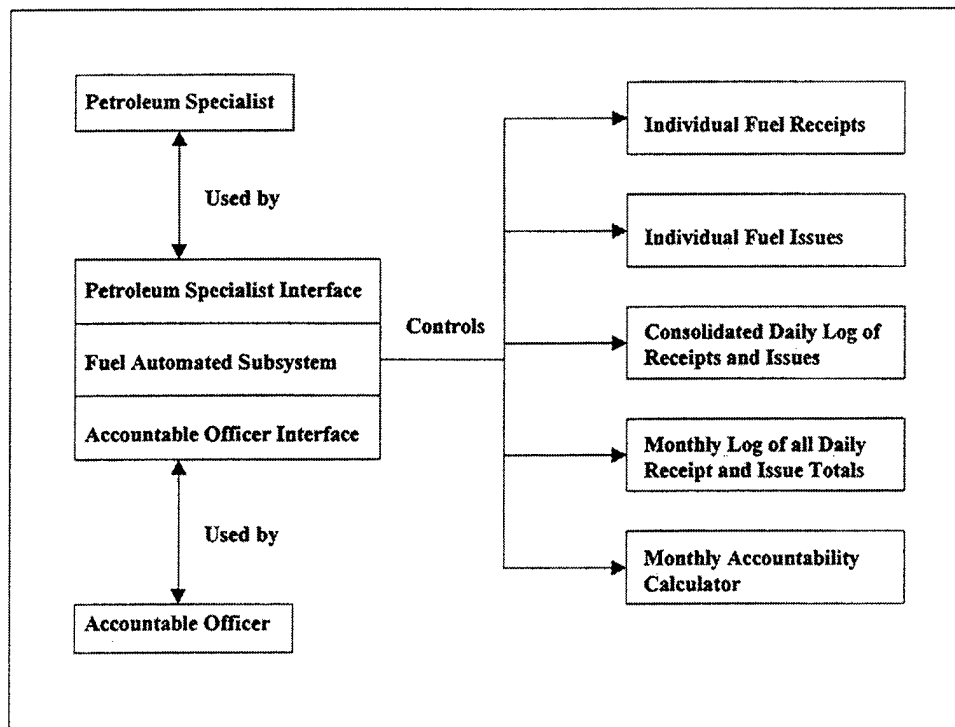 Petroleum Specialist
Used by
Petroleum Specialist Interface
Fuel Automated Subsystem
Accountable Officer Interface
Used by
Accountable Officer
Controls
Individual Fuel Receipts
Individual Fuel Issues
Consolidated Daily Log of
Receipts and Issues
Monthly Log of all Daily
Receipt and Issue Totals
Monthly Accountability
Calculator